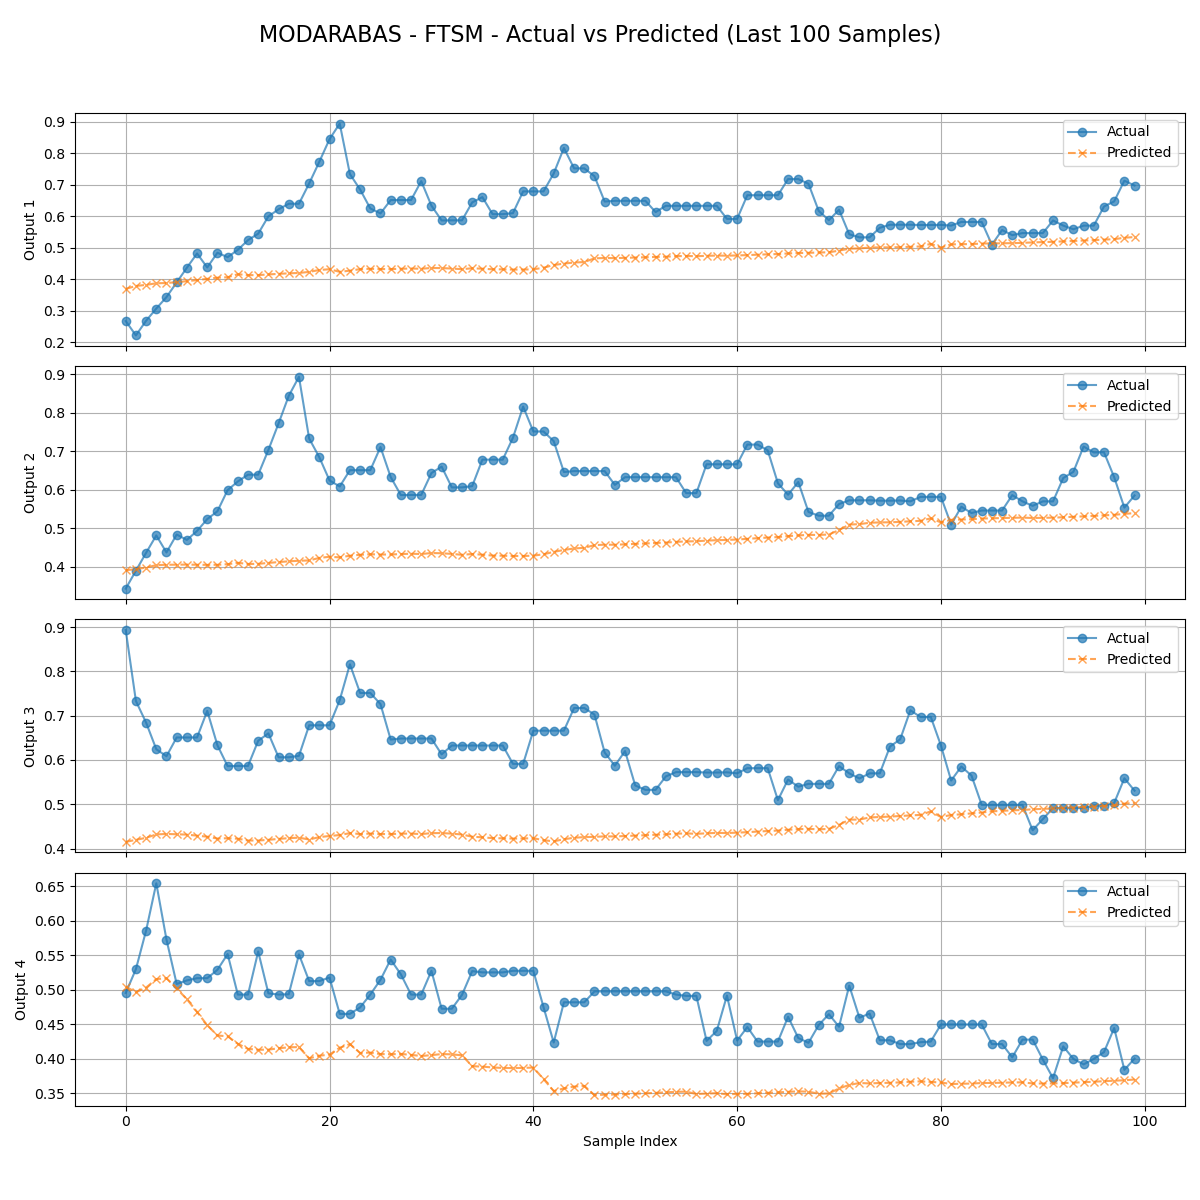 MODARABAS - FTSM - Actual vs Predicted (Last 100 Samples)
Output 1
0.9
0.8
0.7
0.6
0.5
0.4
0.3
0.2
Actual
Predicted
Output 2
0.9
0.8
0.7
0.6
0.5
0.4
Actual
Predicted
Output 3
0.9
0.8
0.7
0.6
0.5
0.4
Actual
Predicted
Output 4
0.65
0.60
0.55
0.50
0.45
0.40
0.35
Actual
Predicted
0 20 40 60 80 100
Sample Index